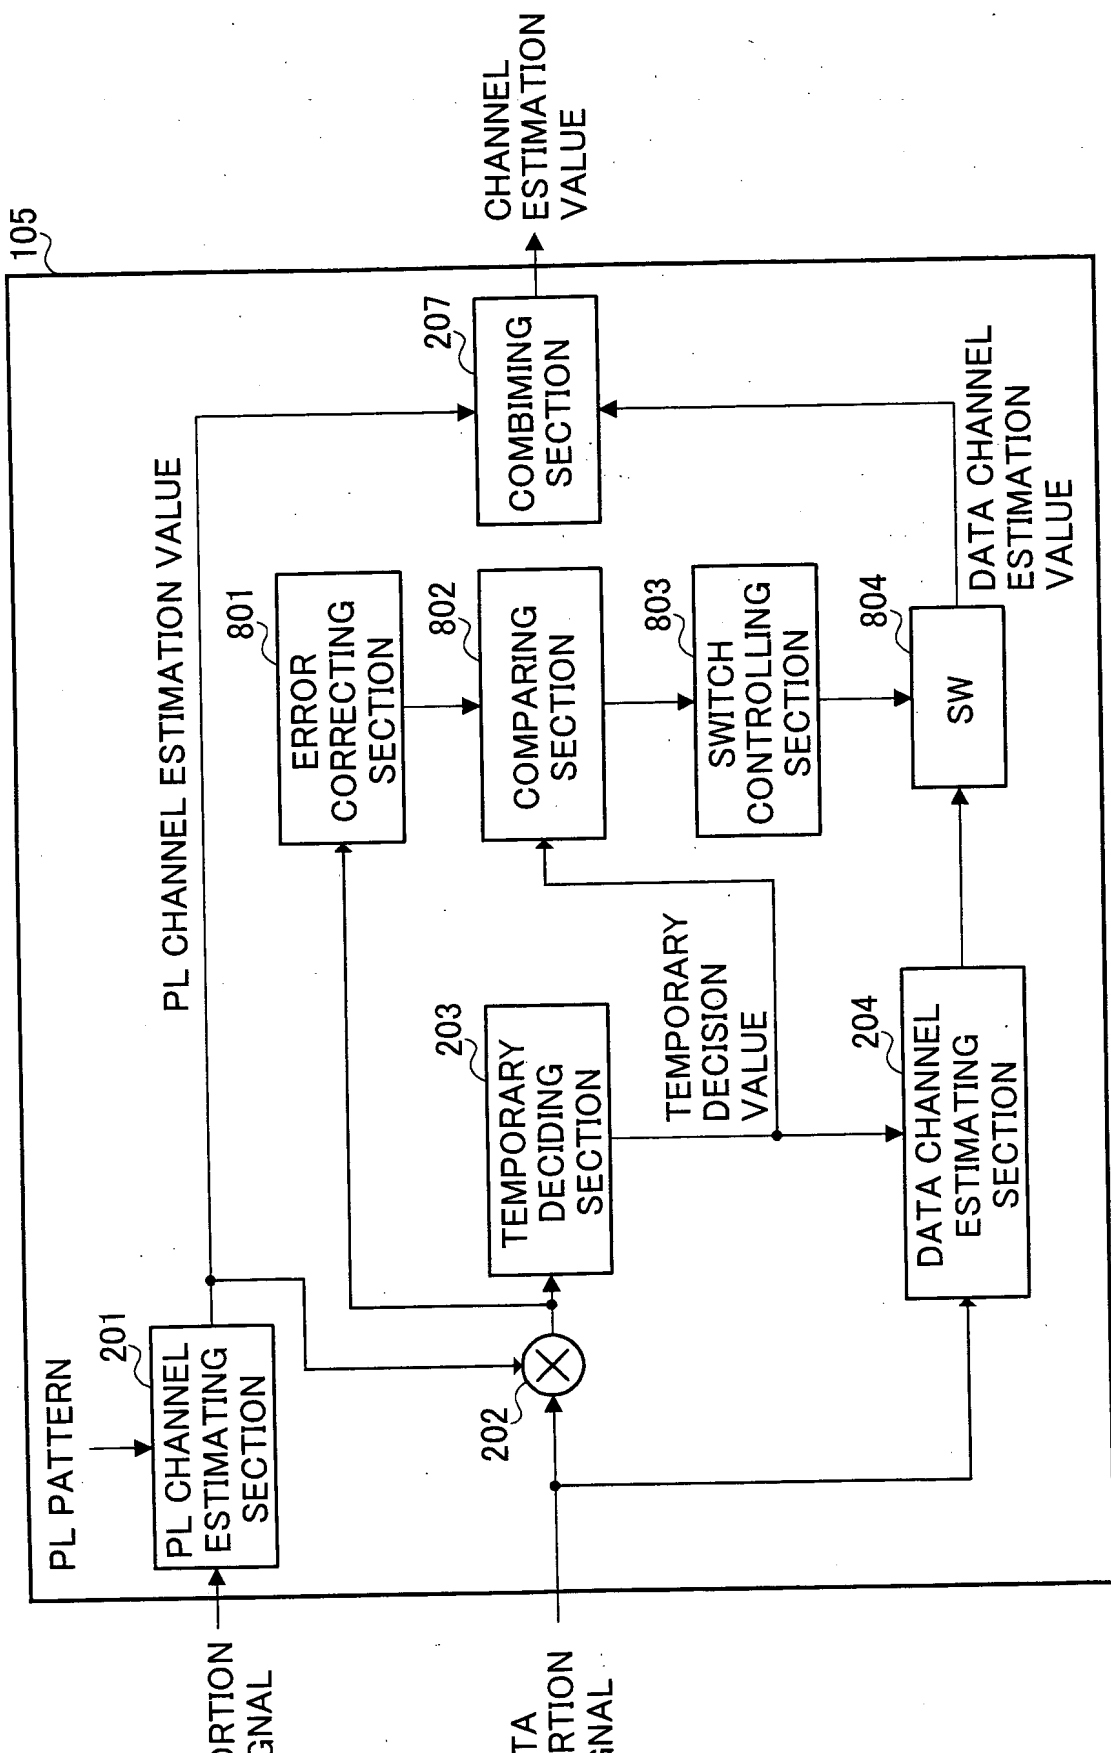 105
PL PATTERN
201
PL CHANNEL
ESTIMATING
SECTION
PL CHANNEL ESTIMATION VALUE
202
203
TEMPORARY
DECIDING
SECTION
TEMPORARY
DECISION
VALUE
204
DATA CHANNEL
ESTIMATING
SECTION
801
ERROR
CORRECTING
SECTION
802
COMPARING
SECTION
803
SWITCH
CONTROLLING
SECTION
804
SW
DATA CHANNEL
ESTIMATION
VALUE
207
COMBIMING
SECTION
CHANNEL
ESTIMATION
VALUE